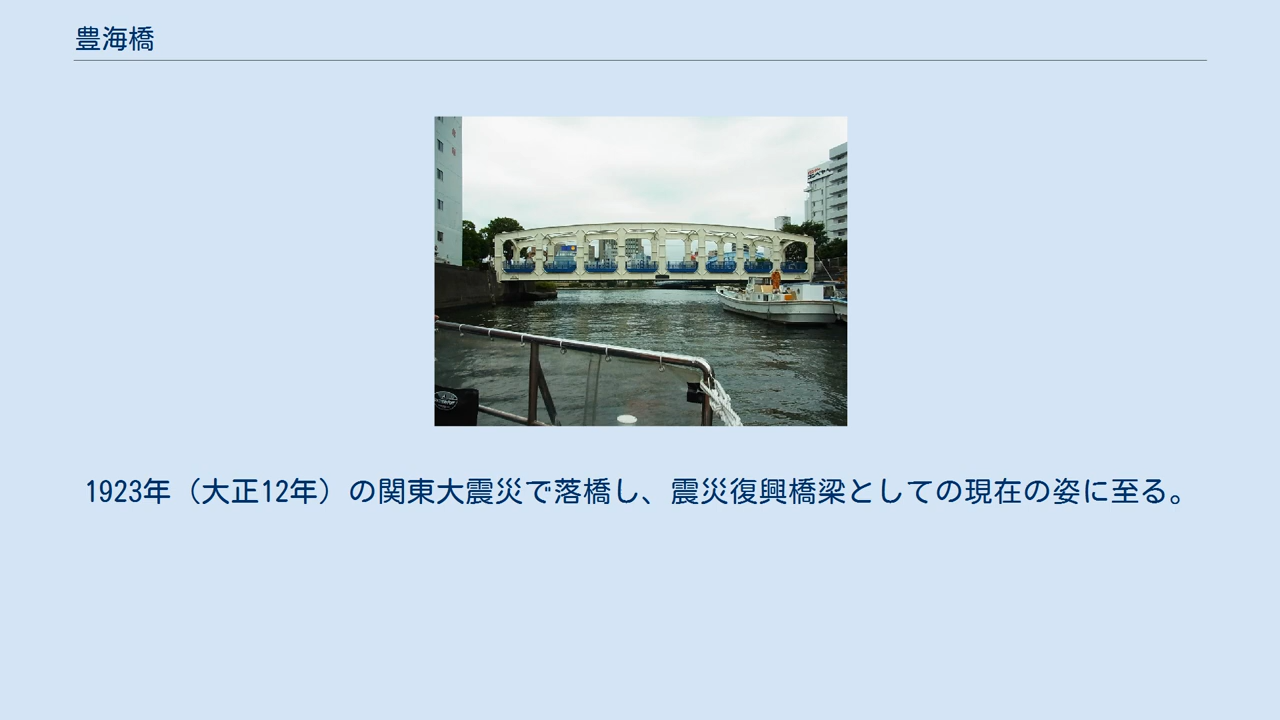 豊海橋
1923年（大正12年）の関東大震災で落橋し、震災復興橋梁としての現在の姿に至る。